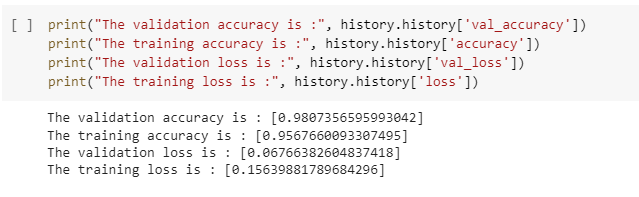 [ ] print("The validation accuracy is :", history.history['val_accuracy'])
print("The training accuracy is :", history.history['accuracy'])
print("The validation loss is :", history.history['val_loss'])
print("The training loss is :", history.history['loss'])
The validation accuracy is : [0.9807356595993042]
The training accuracy is : [0.9567660093307495]
The validation loss is : [0.06766382604837418]
The training loss is : [0.15639881789684296]